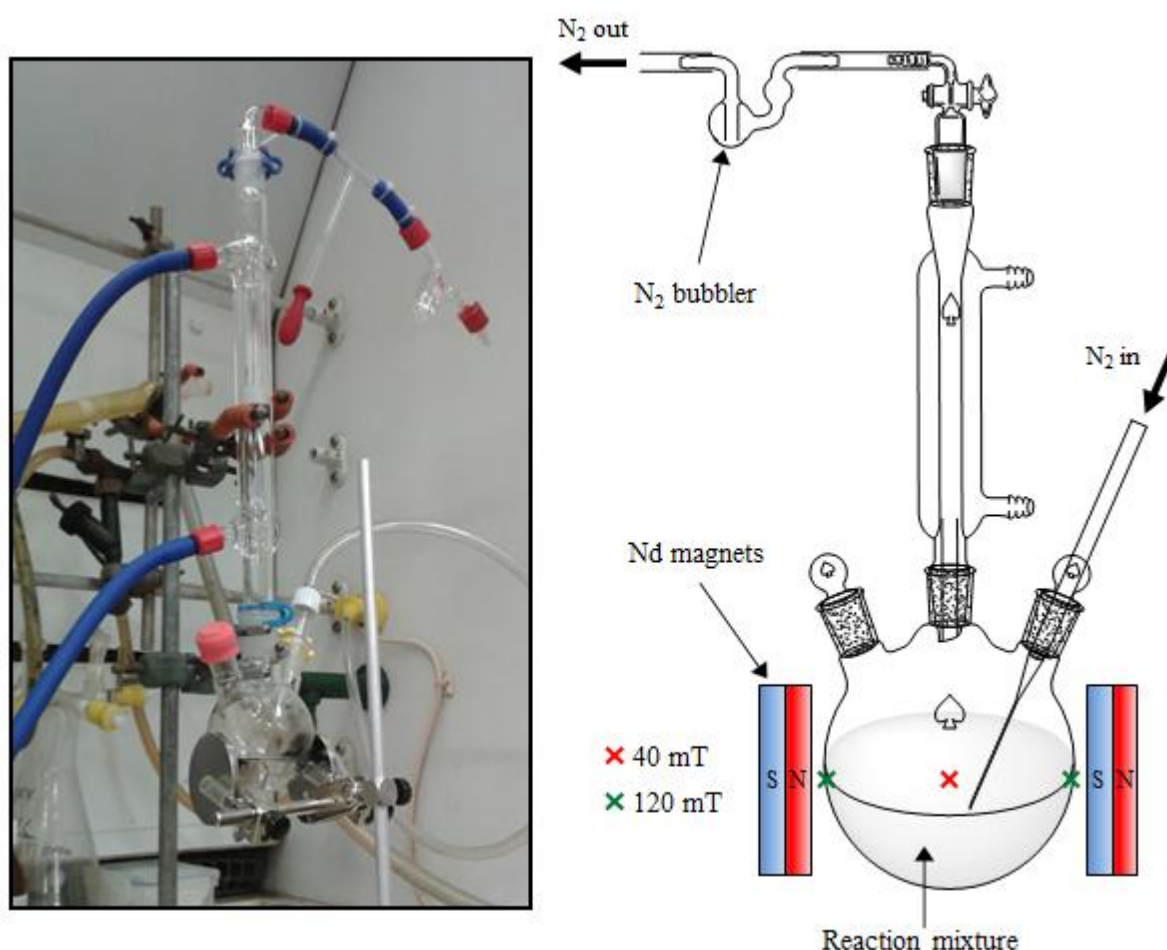 N₂ out
N₂ bubbler
N₂ in
Nd magnets
40 mT
120 mT
S N
S N
Reaction mixture